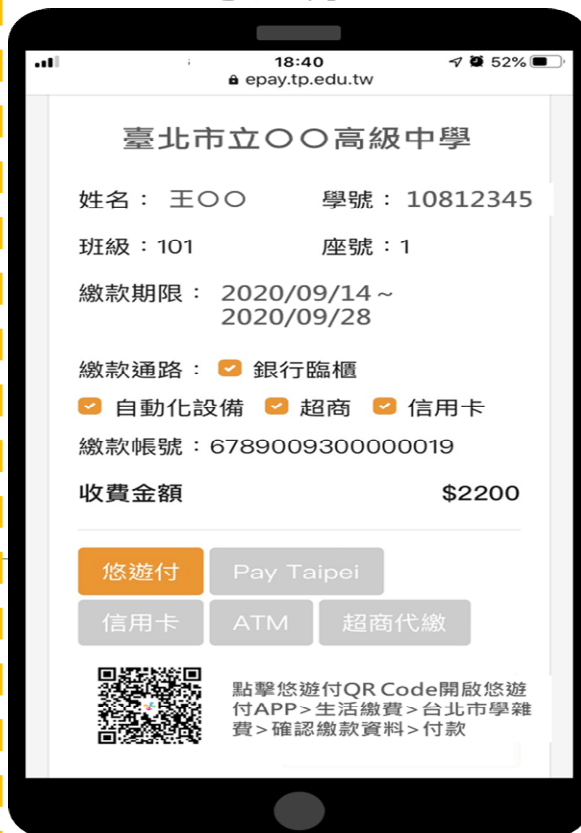 18:40
52%
epay.tp.edu.tw
臺北市立〇〇高級中學
姓名： 王〇〇 學號： 10812345
班級：101 座號：1
繳款期限： 2020/09/14～
2020/09/28
繳款通路： 銀行臨櫃
自動化設備 超商 信用卡
繳款帳號：6789009300000019
收費金額 $2200
悠遊付 Pay Taipei
信用卡 ATM 超商代繳
點擊悠遊付QR Code開啟悠遊
付APP>生活繳費>台北市學雜
費>確認繳款資料>付款